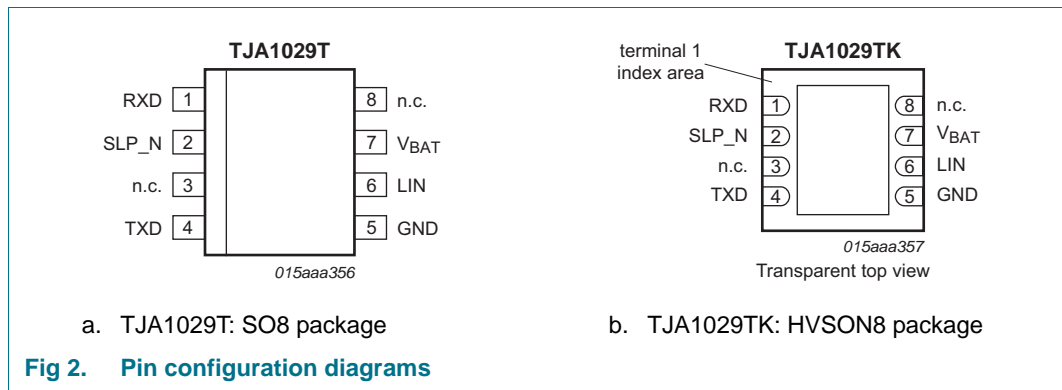 TJA1029T
RXD 1
SLP_N 2
n.c. 3
TXD 4
8 n.c.
7 VBAT
6 LIN
5 GND
015aaa356
a. TJA1029T: SO8 package
terminal 1
index area
TJA1029TK
RXD 1
SLP_N 2
n.c. 3
TXD 4
8 n.c.
7 VBAT
6 LIN
5 GND
015aaa357
Transparent top view
b. TJA1029TK: HVSON8 package
Fig 2. Pin configuration diagrams